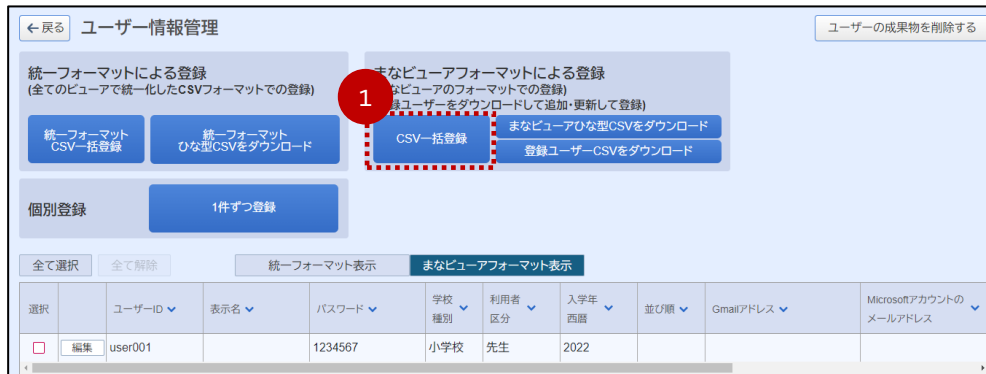 ←戻る ユーザー情報管理 ユーザーの成果物を削除する
統一フォーマットによる登録
(全てのビューアで統一化したCSVフォーマットでの登録)
統一フォーマット
CSV一括登録
統一フォーマット
ひな型CSVをダウンロード
まなビューアフォーマットによる登録
なビューアのフォーマットでの登録)
録ユーザーをダウンロードして追加・更新して登録)
1
CSV一括登録
まなビューアひな型CSVをダウンロード
登録ユーザーCSVをダウンロード
個別登録 1件ずつ登録
全て選択 全て解除 統一フォーマット表示 まなビューアフォーマット表示
選択 ユーザーID 表示名 パスワード 学校種別 利用者区分 入学年西暦 並び順 Gmailアドレス Microsoftアカウントのメールアドレス
編集 user001 1234567 小学校 先生 2022